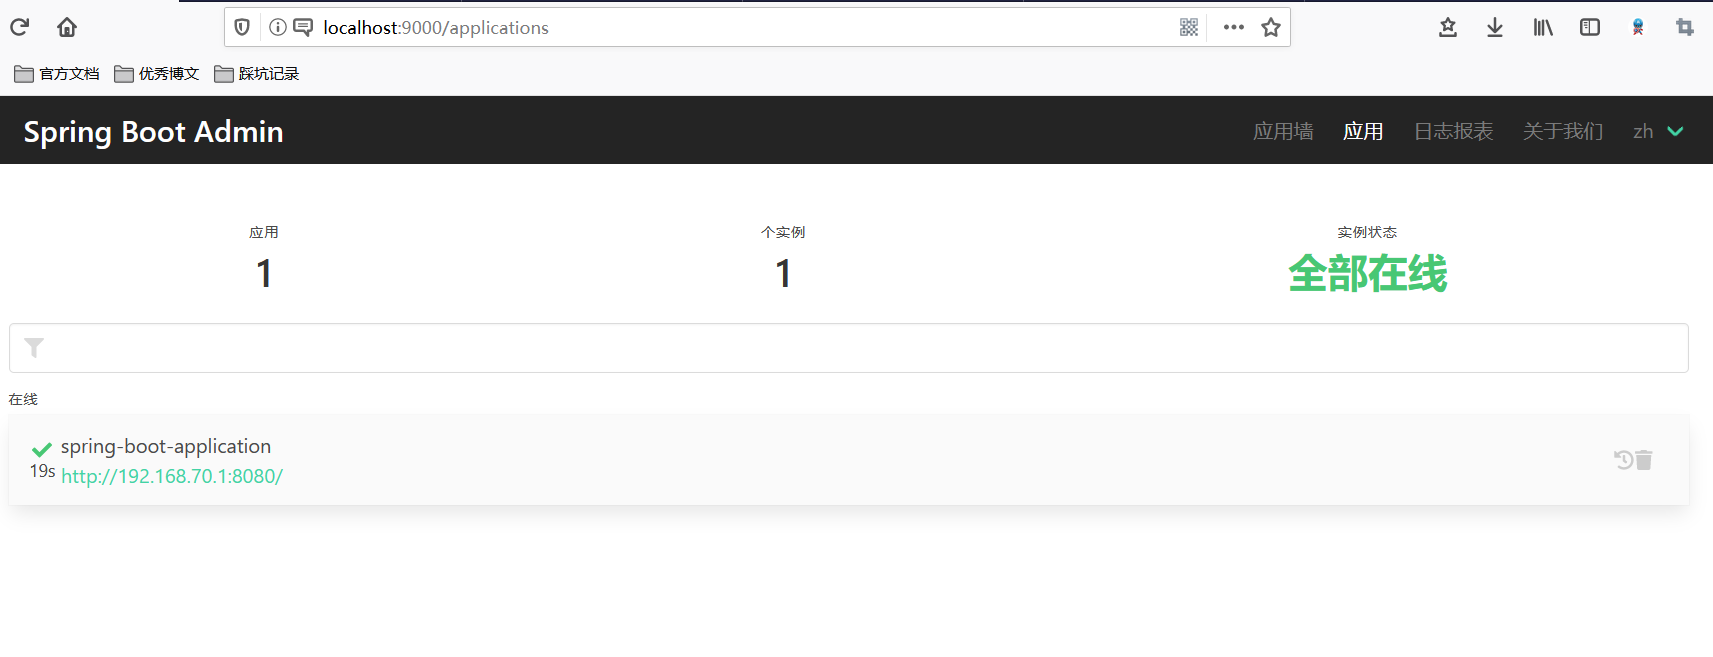 localhost:9000/applications
官方文档 优秀博文 踩坑记录
Spring Boot Admin 应用墙 应用 日志报表 关于我们 zh
应用 个实例 实例状态
1 1 全部在线
在线
spring-boot-application
19s http://192.168.70.1:8080/